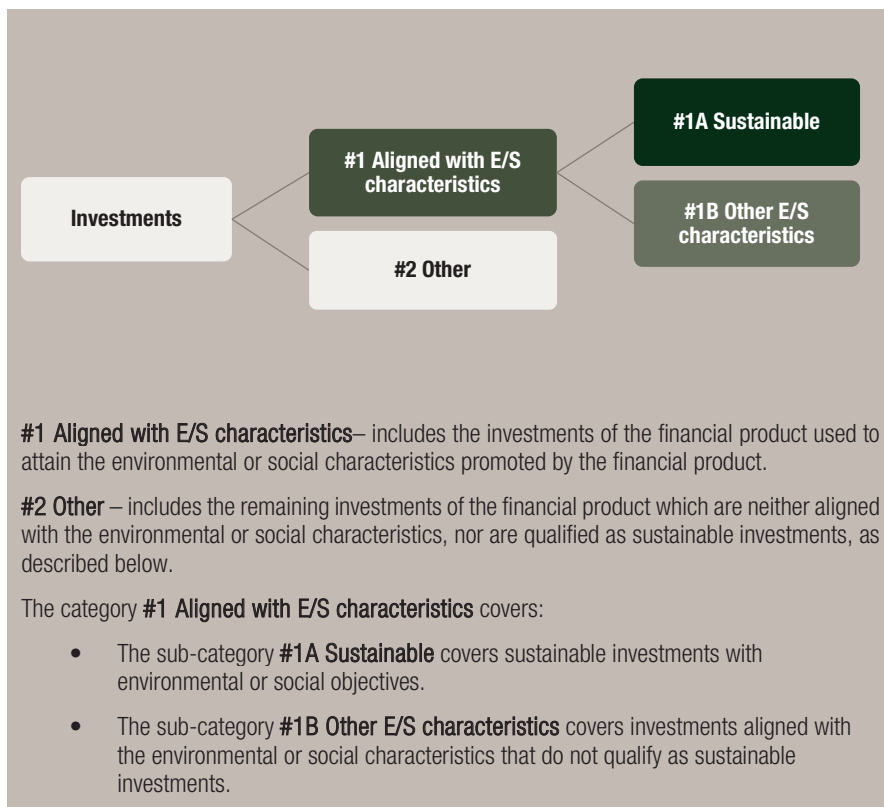 #1A Sustainable
#1 Aligned with E/S
characteristics
Investments
#1B Other E/S
characteristics
#2 Other
#1 Aligned with E/S characteristics– includes the investments of the financial product used to
attain the environmental or social characteristics promoted by the financial product.
#2 Other – includes the remaining investments of the financial product which are neither aligned
with the environmental or social characteristics, nor are qualified as sustainable investments, as
described below.
The category #1 Aligned with E/S characteristics covers:
• The sub-category #1A Sustainable covers sustainable investments with
environmental or social objectives.
• The sub-category #1B Other E/S characteristics covers investments aligned with
the environmental or social characteristics that do not qualify as sustainable
investments.